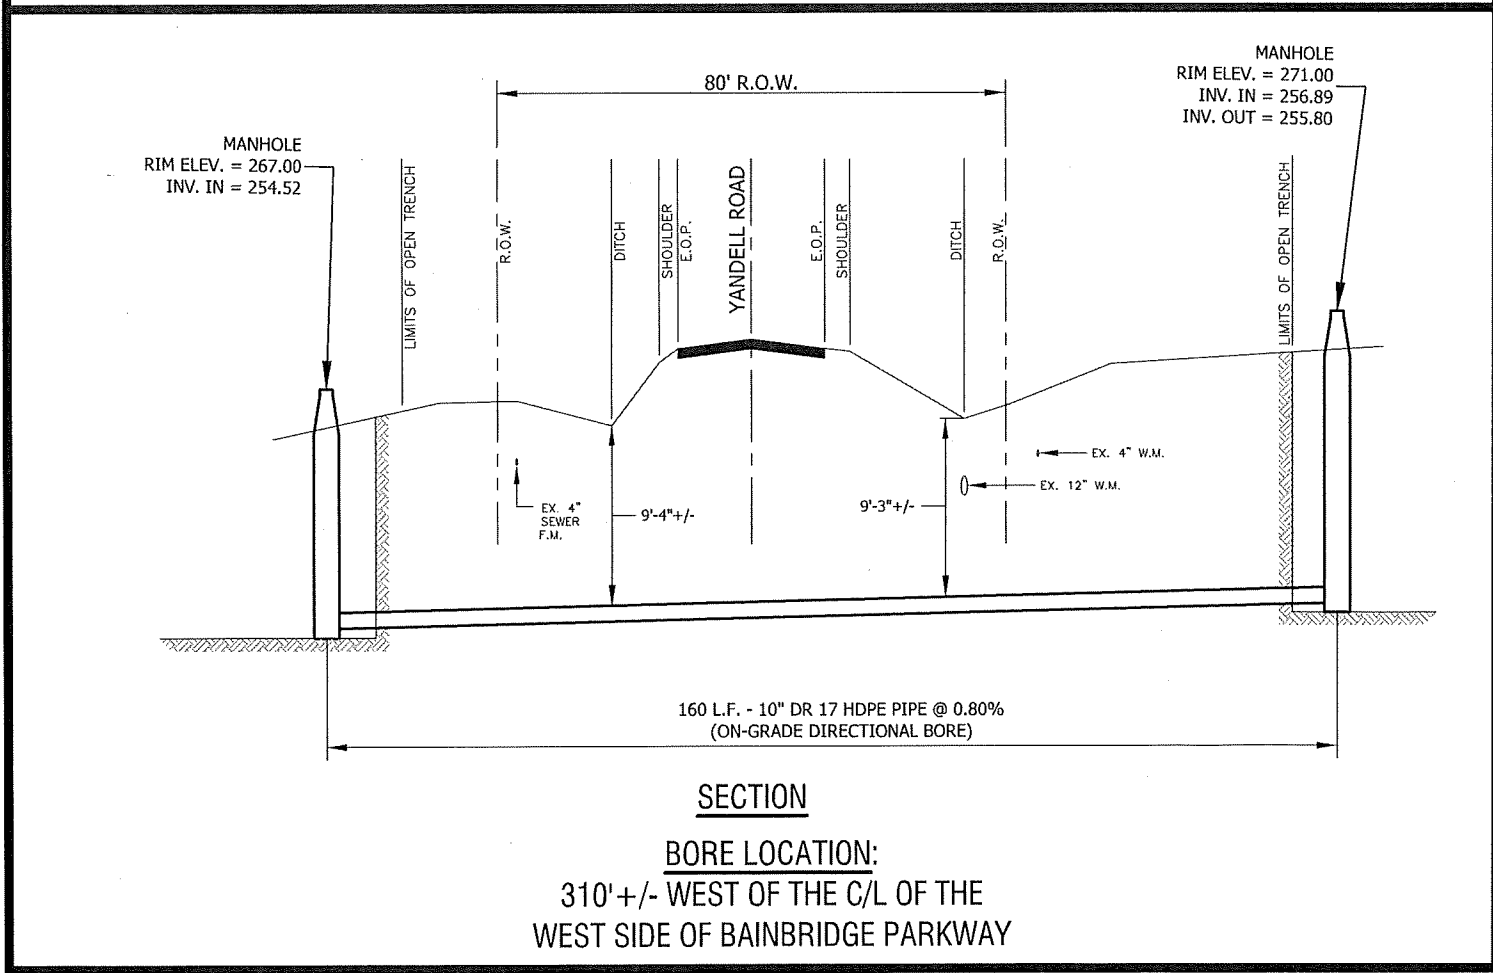 80' R.O.W.
MANHOLE
RIM ELEV. = 271.00
INV. IN = 256.89
INV. OUT = 255.80
MANHOLE
RIM ELEV. = 267.00
INV. IN = 254.52
LIMITS OF OPEN TRENCH
R.O.W.
DITCH
SHOULDER
E.O.P.
YANDELL ROAD
E.O.P.
SHOULDER
DITCH
R.O.W.
LIMITS OF OPEN TRENCH
EX. 4" W.M.
EX. 12" W.M.
EX. 4"
SEWER
F.M.
9'-4"+/-
9'-3"+/-
160 L.F. - 10" DR 17 HDPE PIPE @ 0.80%
(ON-GRADE DIRECTIONAL BORE)
SECTION
BORE LOCATION:
310'+/- WEST OF THE C/L OF THE
WEST SIDE OF BAINBRIDGE PARKWAY